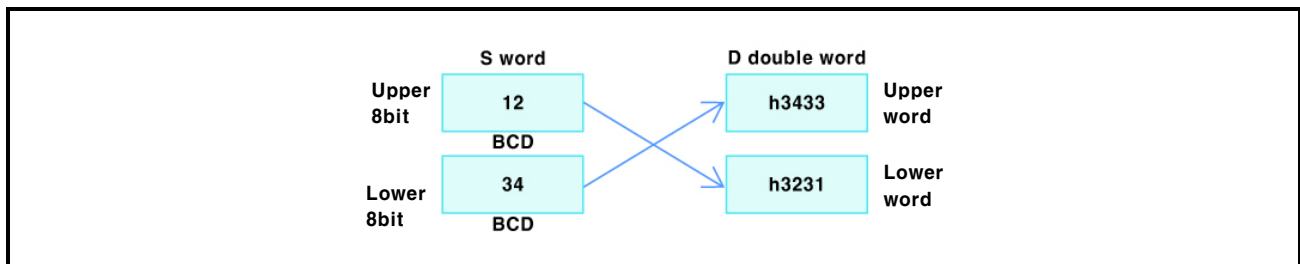 S word
D double word
Upper
8bit
12
h3433
Upper
word
BCD
Lower
8bit
34
h3231
Lower
word
BCD